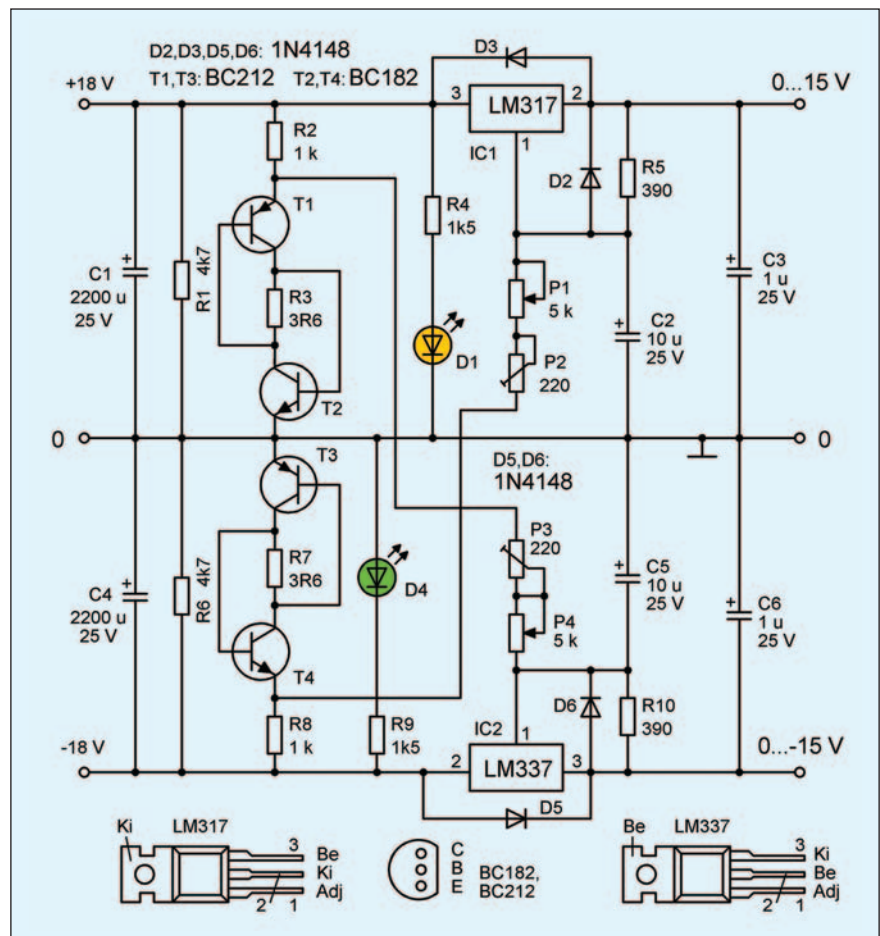 D2,D3,D5,D6: 1N4148
T1,T3: BC212 T2,T4: BC182
+18 V
D3
3
LM317
2
0...15 V
IC1
1
R2
1 k
T1
R4
1k5
D2
R5
390
C1
2200 u
25 V
+
R1 4k7
R3
3R6
P1
5 k
C3
1 u
25 V
+
D1
P2
220
C2
10 u
25 V
+
T2
0
0
T3
D5,D6:
1N4148
P3
220
C4
2200 u
25 V
+
R6 4k7
R7
3R6
D4
C5
10 u
25 V
+
P4
5 k
C6
1 u
25 V
+
T4
R8
1 k
R9
1k5
IC2
1
D6
R10
390
-18 V
2
LM337
3
0...-15 V
D5
Ki
LM317
3
Be
Ki
Adj
2
1
C
B
E
BC182,
BC212
Be
LM337
3
Ki
Be
Adj
2
1